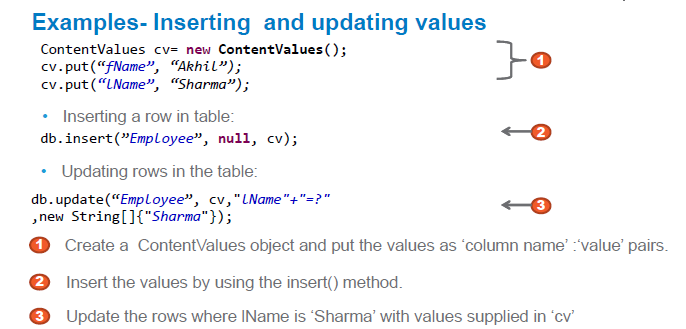 Examples- Inserting and updating values
ContentValues cv= new ContentValues();
cv.put(“fName”, “Akhil”);
cv.put(“lName”, “Sharma”);
1
• Inserting a row in table:
db.insert(”Employee”, null, cv);
2
• Updating rows in the table:
db.update(“Employee”, cv,"lName"+"=?"
,new String[]{"Sharma"});
3
1 Create a ContentValues object and put the values as ‘column name’ :‘value’ pairs.
2 Insert the values by using the insert() method.
3 Update the rows where lName is ‘Sharma’ with values supplied in ‘cv’